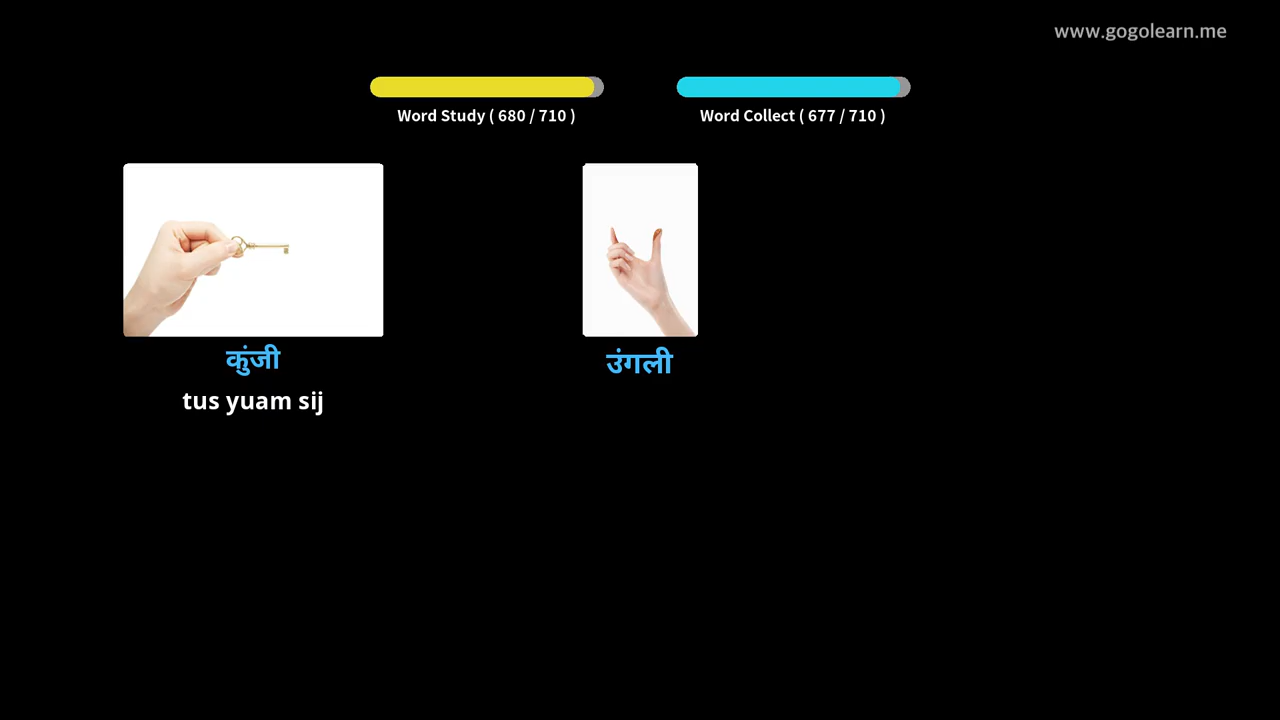 www.gogolearn.me
Word Study ( 680 / 710 )
Word Collect ( 677 / 710 )
कुंजी
tus yuam sij
उंगली